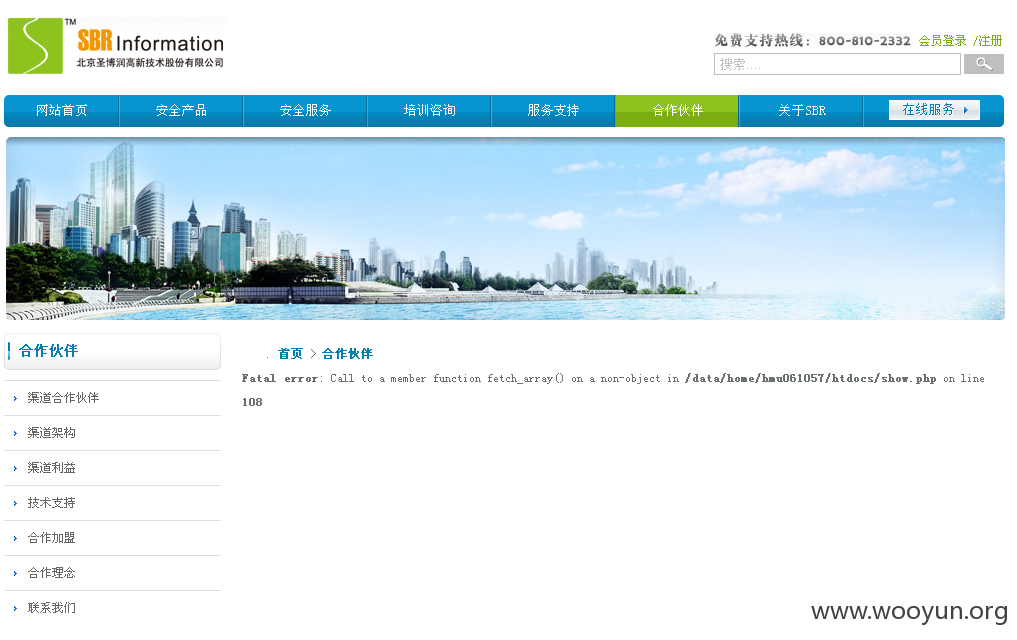 TM
SBR Information
北京圣博润高新技术股份有限公司
免费支持热线：800-810-2332 会员登录 /注册
搜索....
网站首页 安全产品 安全服务 培训咨询 服务支持 合作伙伴 关于SBR 在线服务
合作伙伴
首页 > 合作伙伴
Fatal error: Call to a member function fetch_array() on a non-object in /data/home/hmu061057/htdocs/show.php on line
108
渠道合作伙伴
渠道架构
渠道利益
技术支持
合作加盟
合作理念
联系我们
www.wooyun.org